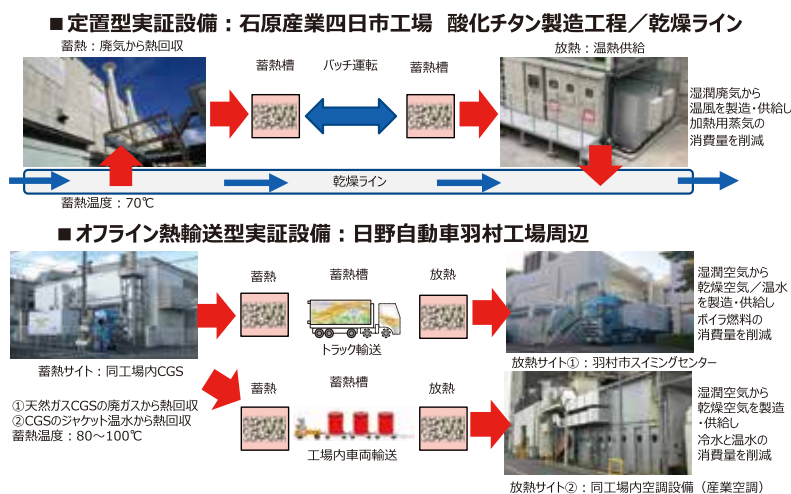 ■定置型実証設備：石原産業四日市工場 酸化チタン製造工程／乾燥ライン
蓄熱：廃気から熱回収
放熱：温熱供給
蓄熱槽
バッチ運転
蓄熱槽
湿潤廃気から
温風を製造・供給し
加熱用蒸気の
消費量を削減
乾燥ライン
蓄熱温度：70℃
■オフライン熱輸送型実証設備：日野自動車羽村工場周辺
蓄熱
蓄熱槽
放熱
トラック輸送
湿潤空気から
乾燥空気／温水
を製造・供給し
ボイラ燃料の
消費量を削減
蓄熱サイト：同工場内CGS
放熱サイト①：羽村市スイミングセンター
①天然ガスCGSの廃ガスから熱回収
②CGSのジャケット温水から熱回収
蓄熱温度：80～100℃
蓄熱
蓄熱槽
放熱
工場内車両輸送
湿潤空気から
乾燥空気を製造
・供給し
冷水と温水の
消費量を削減
放熱サイト②：同工場内空調設備（産業空調）